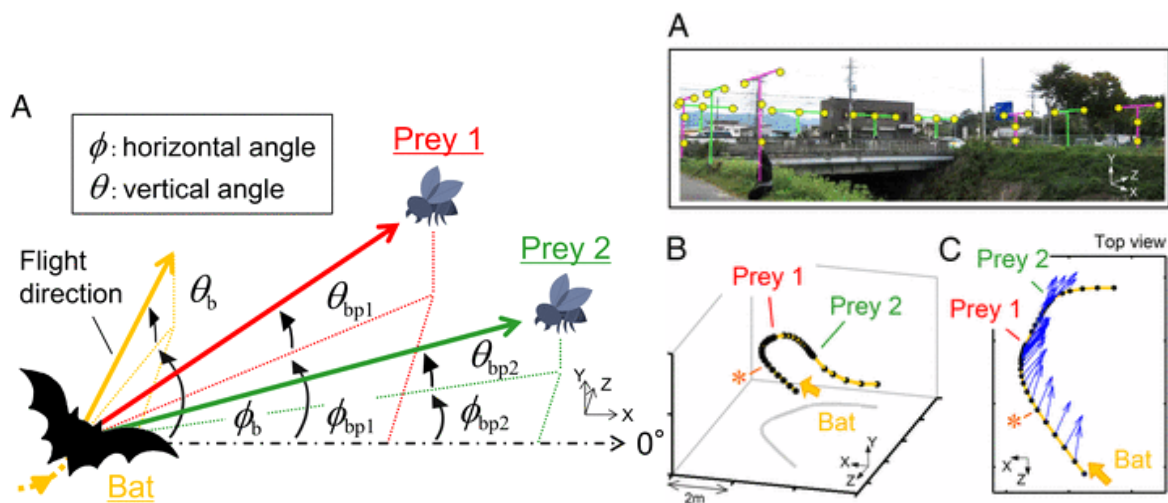 A
ϕ: horizontal angle
θ: vertical angle
Prey 1
Prey 2
Flight
direction
θb
θbp1
θbp2
ϕb
ϕbp1
ϕbp2
Y
Z
X
0°
Bat
A
Y
Z
X
B
Prey 1
Prey 2
*
Bat
Y
X
Z
2m
C
Top view
Prey 2
Prey 1
*
X
Z
Bat